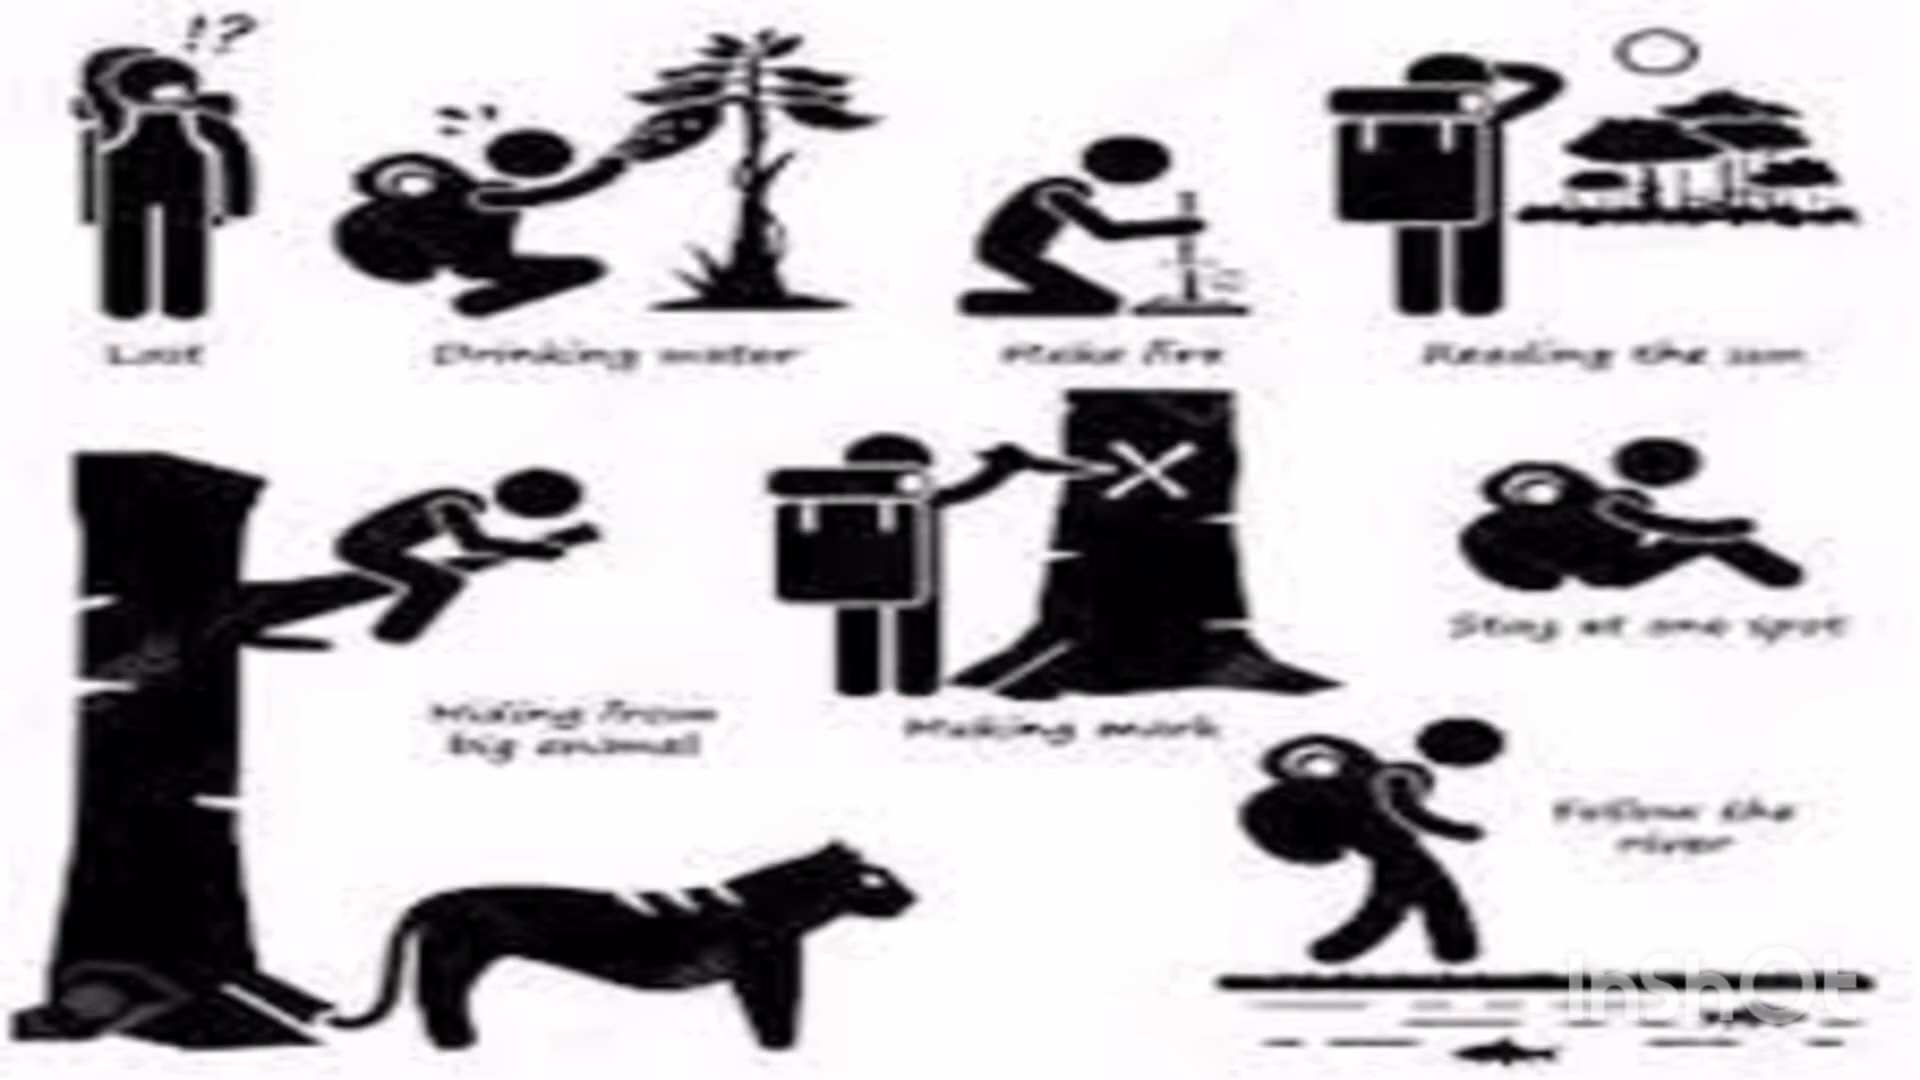 !?
Lost
Drinking water
Make fire
Reading the sun
Hiding from
big animal
Making mark
Stay at one spot
Follow the
river
InShOt